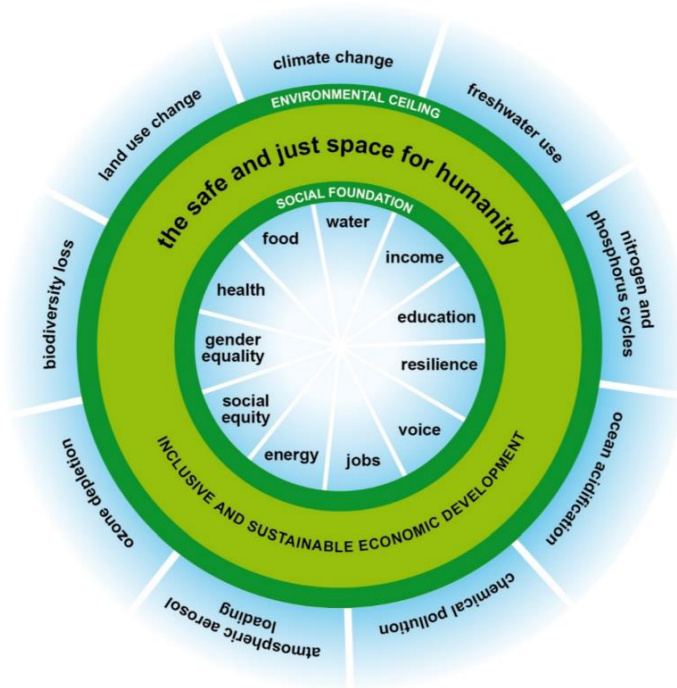 climate change
freshwater use
nitrogen and
phosphorus cycles
ocean acidification
chemical pollution
atmospheric aerosol
loading
ozone depletion
biodiversity loss
land use change
ENVIRONMENTAL CEILING
the safe and just space for humanity
SOCIAL FOUNDATION
water
income
education
resilience
voice
jobs
energy
social
equity
gender
equality
health
food
INCLUSIVE AND SUSTAINABLE ECONOMIC DEVELOPMENT